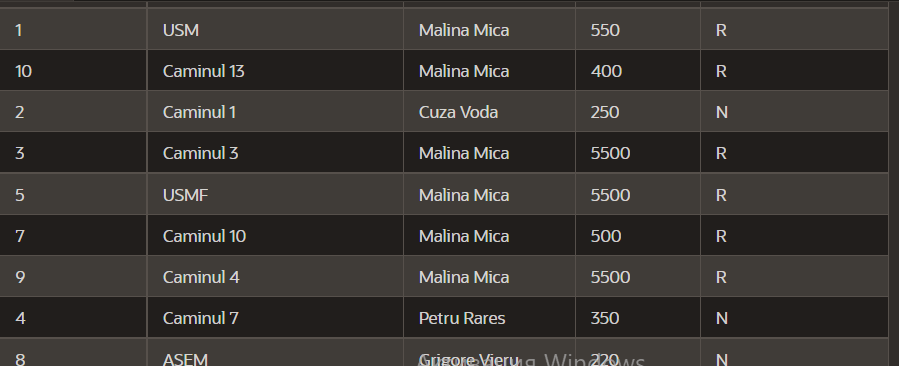 1 USM Malina Mica 550 R
10 Caminul 13 Malina Mica 400 R
2 Caminul 1 Cuza Voda 250 N
3 Caminul 3 Malina Mica 5500 R
5 USMF Malina Mica 5500 R
7 Caminul 10 Malina Mica 500 R
9 Caminul 4 Malina Mica 5500 R
4 Caminul 7 Petru Rares 350 N
8 ASEM Grigore Vieru 220 N
Windows